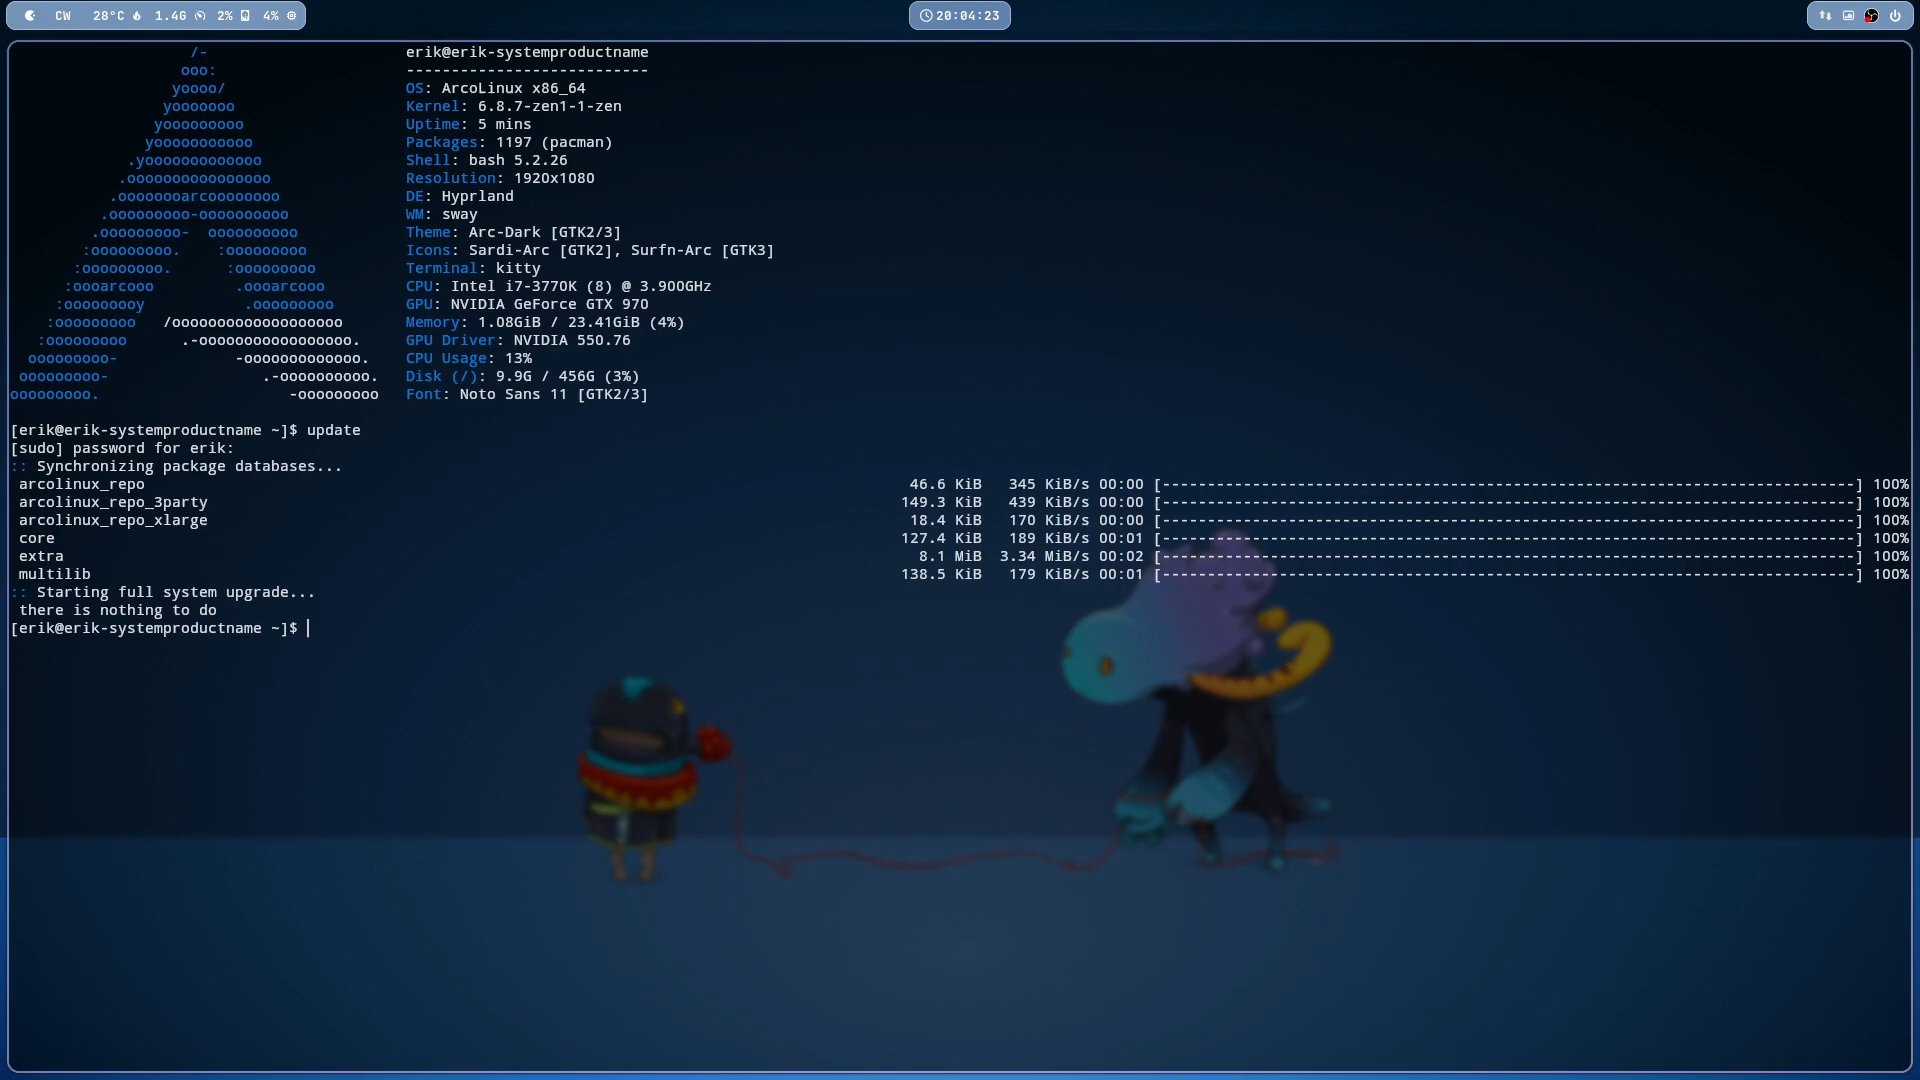 CW 28°C 1.4G 2% 4%
20:04:23
/-
ooo:
yoooo/
yooooooo
yooooooooo
yooooooooooo
.yooooooooooooo
.oooooooooooooooo
.ooooooooarcoooooooo
.ooooooooo-oooooooooo
.ooooooooo-  oooooooooo
:ooooooooo.    :ooooooooo
:ooooooooo.      :ooooooooo
:oooarcooo         .oooarcooo
:ooooooooy           .ooooooooo
:ooooooooo   /ooooooooooooooooooo
:ooooooooo      .-ooooooooooooooooo.
ooooooooo-             -ooooooooooooo.
ooooooooo-                 .-oooooooooo.
ooooooooo.                     -ooooooooo
erik@erik-systemproductname
---------------------------
OS: ArcoLinux x86_64
Kernel: 6.8.7-zen1-1-zen
Uptime: 5 mins
Packages: 1197 (pacman)
Shell: bash 5.2.26
Resolution: 1920x1080
DE: Hyprland
WM: sway
Theme: Arc-Dark [GTK2/3]
Icons: Sardi-Arc [GTK2], Surfn-Arc [GTK3]
Terminal: kitty
CPU: Intel i7-3770K (8) @ 3.900GHz
GPU: NVIDIA GeForce GTX 970
Memory: 1.08GiB / 23.41GiB (4%)
GPU Driver: NVIDIA 550.76
CPU Usage: 13%
Disk (/): 9.9G / 456G (3%)
Font: Noto Sans 11 [GTK2/3]
[erik@erik-systemproductname ~]$ update
[sudo] password for erik:
:: Synchronizing package databases...
arcolinux_repo 46.6 KiB 345 KiB/s 00:00 [-----------------------------------------------------------------------------] 100%
arcolinux_repo_3party 149.3 KiB 439 KiB/s 00:00 [-----------------------------------------------------------------------------] 100%
arcolinux_repo_xlarge 18.4 KiB 170 KiB/s 00:00 [-----------------------------------------------------------------------------] 100%
core 127.4 KiB 189 KiB/s 00:01 [-----------------------------------------------------------------------------] 100%
extra 8.1 MiB 3.34 MiB/s 00:02 [-----------------------------------------------------------------------------] 100%
multilib 138.5 KiB 179 KiB/s 00:01 [-----------------------------------------------------------------------------] 100%
:: Starting full system upgrade...
there is nothing to do
[erik@erik-systemproductname ~]$